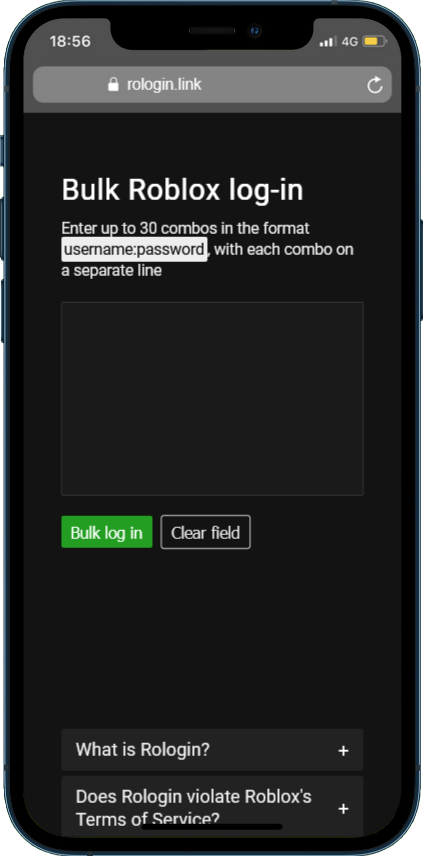 18:56
4G
rologin.link
Bulk Roblox log-in
Enter up to 30 combos in the format
username:password, with each combo on
a separate line
Bulk log in Clear field
What is Rologin? +
Does Rologin violate Roblox's +
Terms of Service?